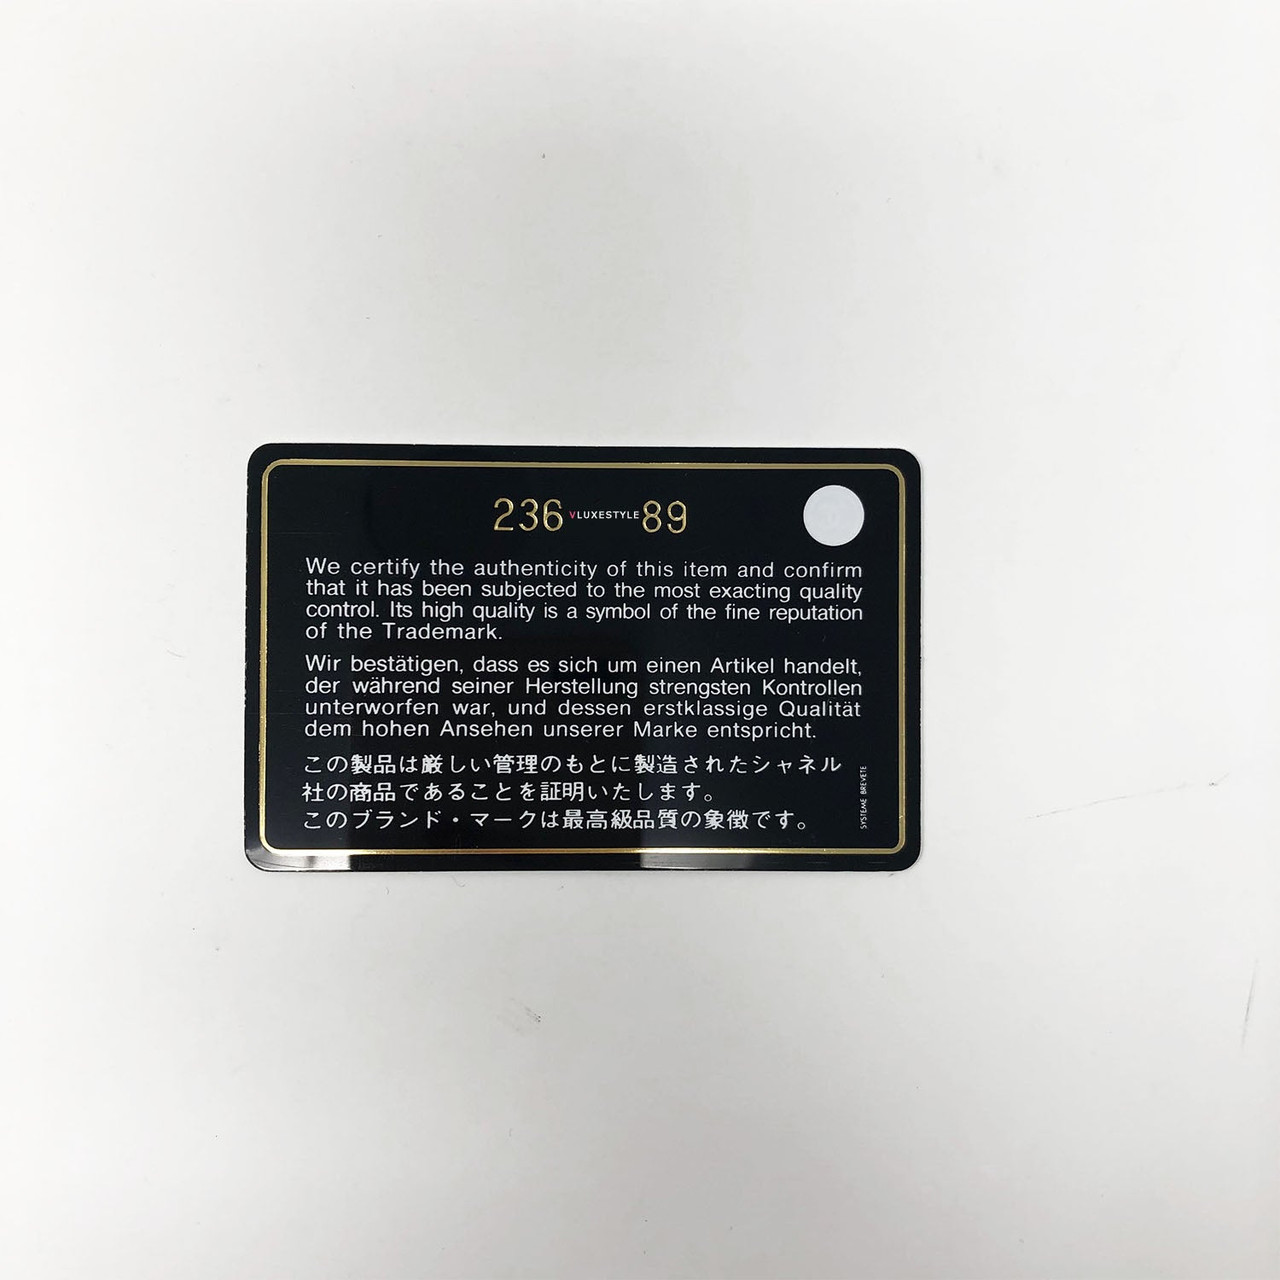 236 VLUXESTYLE 89
We certify the authenticity of this item and confirm
that it has been subjected to the most exacting quality
control. Its high quality is a symbol of the fine reputation
of the Trademark.
Wir bestätigen, dass es sich um einen Artikel handelt,
der während seiner Herstellung strengsten Kontrollen
unterworfen war, und dessen erstklassige Qualität
dem hohen Ansehen unserer Marke entspricht.
この製品は厳しい管理のもとに製造されたシャネル
社の商品であることを証明いたします。
このブランド・マークは最高級品質の象徴です。
SYSTEME BREVETE